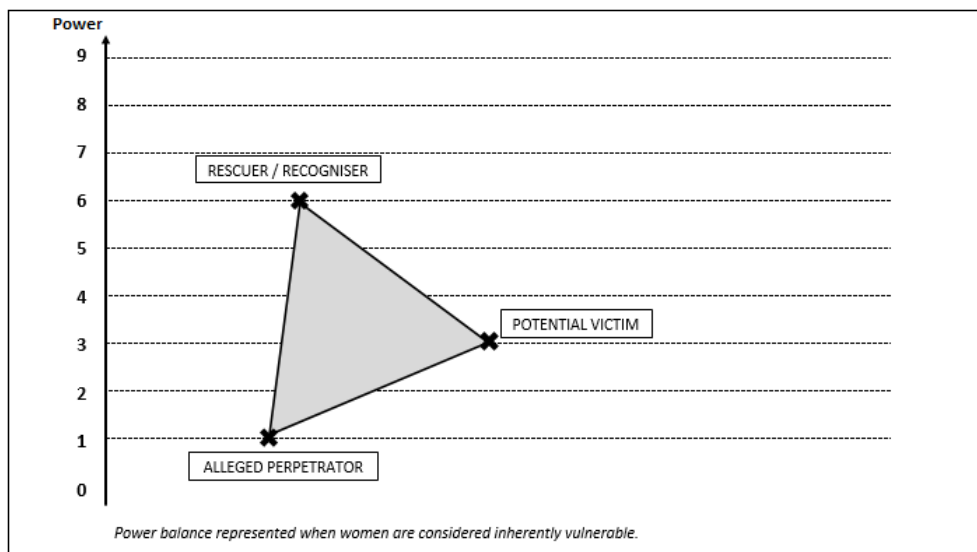 Power
9
8
7
RESCUER / RECOGNISER
6
5
4
POTENTIAL VICTIM
3
2
1
ALLEGED PERPETRATOR
0
Power balance represented when women are considered inherently vulnerable.